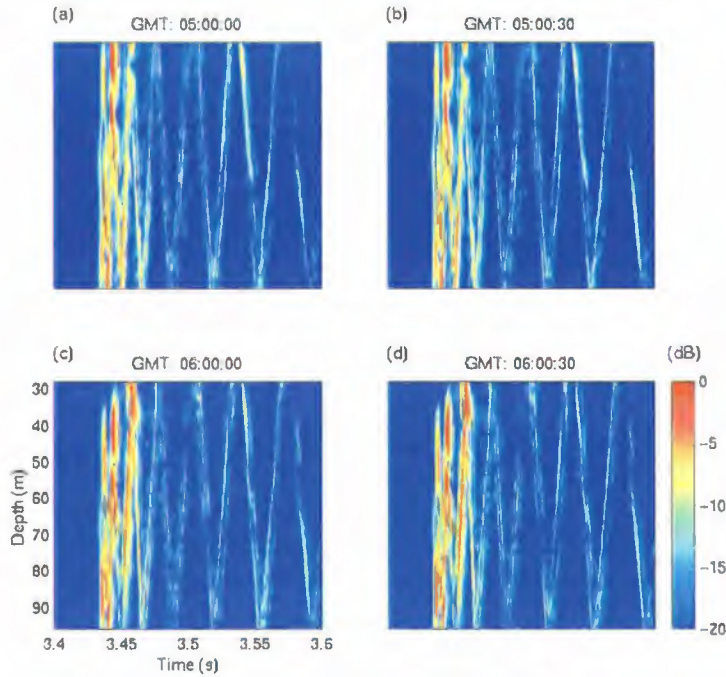 (a)
GMT: 05:00:00
(b)
GMT: 05:00:30
(c)
GMT: 06:00:00
(d)
GMT: 06:00:30
(dB)
Depth (m)
30
40
50
60
70
80
90
3.4
3.45
3.5
3.55
3.6
Time (s)
0
-5
-10
-15
-20